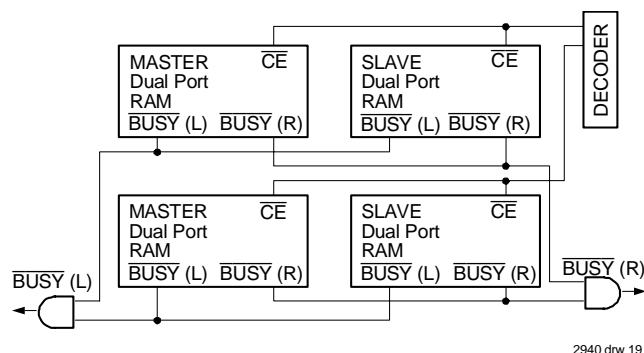 MASTER
Dual Port
RAM
CE
BUSY (L) BUSY (R)
SLAVE
Dual Port
RAM
CE
BUSY (L) BUSY (R)
DECODER
MASTER
Dual Port
RAM
CE
BUSY (L) BUSY (R)
SLAVE
Dual Port
RAM
CE
BUSY (L) BUSY (R)
BUSY (L)
BUSY (R)
2940 drw 19